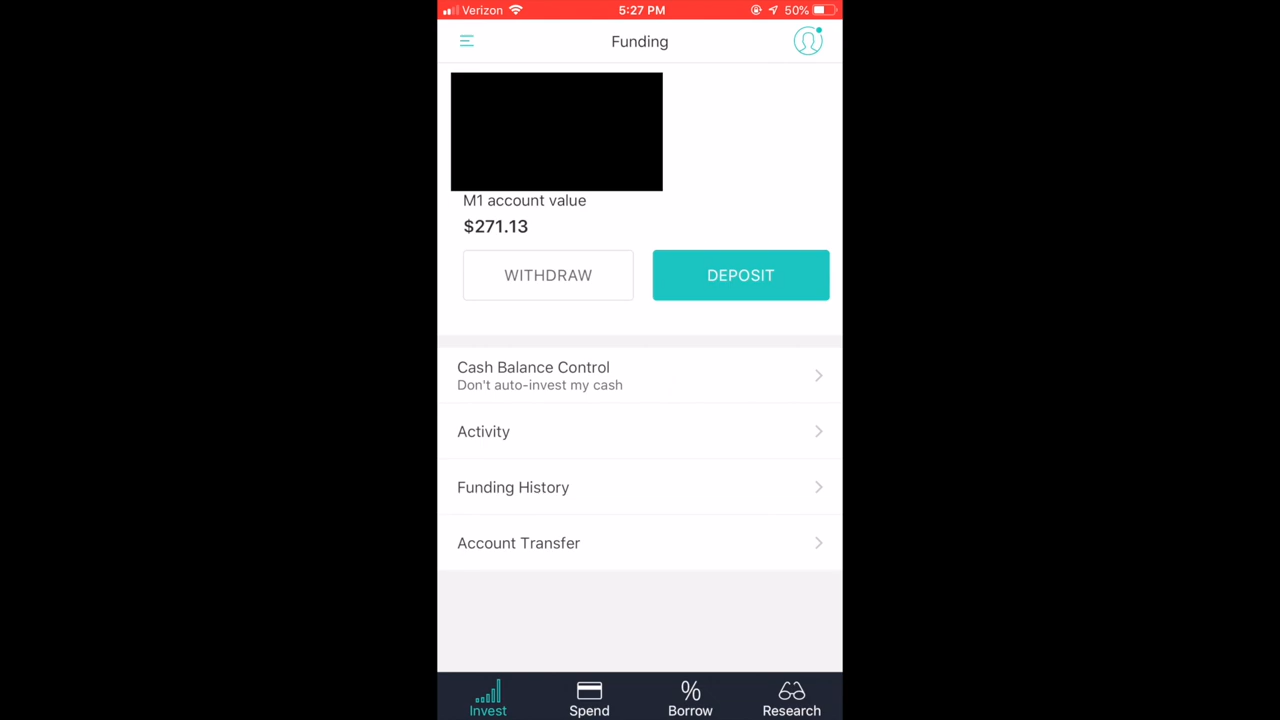 Verizon 5:27 PM 50%
Funding
M1 account value
$271.13
WITHDRAW DEPOSIT
Cash Balance Control
Don't auto-invest my cash
Activity
Funding History
Account Transfer
% 
Invest Spend Borrow Research